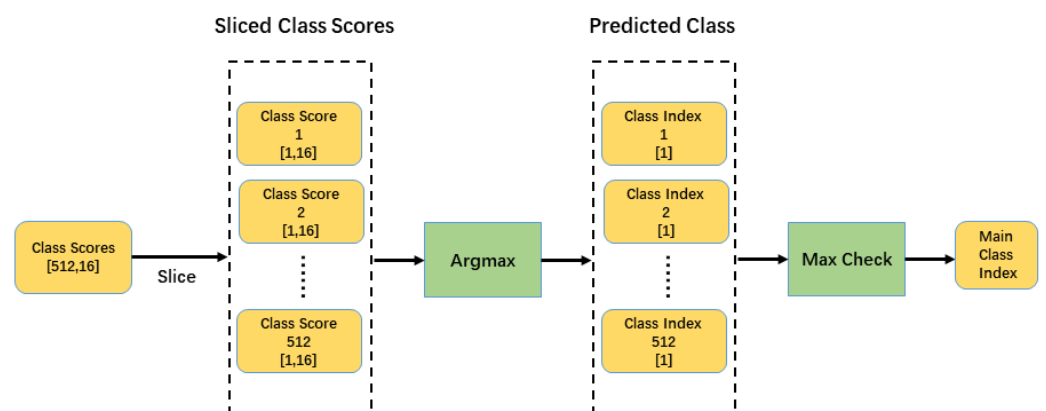 Sliced Class Scores
Predicted Class
Class Scores
[512,16]
Slice
Class Score
1
[1,16]
Class Score
2
[1,16]
Class Score
512
[1,16]
Argmax
Class Index
1
[1]
Class Index
2
[1]
Class Index
512
[1]
Max Check
Main
Class
Index